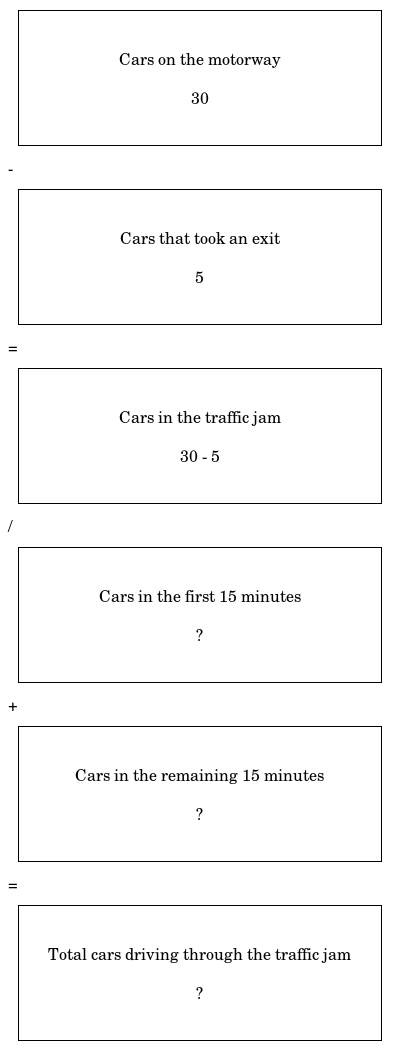 Cars on the motorway
30
-
Cars that took an exit
5
=
Cars in the traffic jam
30 - 5
/
Cars in the first 15 minutes
?
+
Cars in the remaining 15 minutes
?
=
Total cars driving through the traffic jam
?